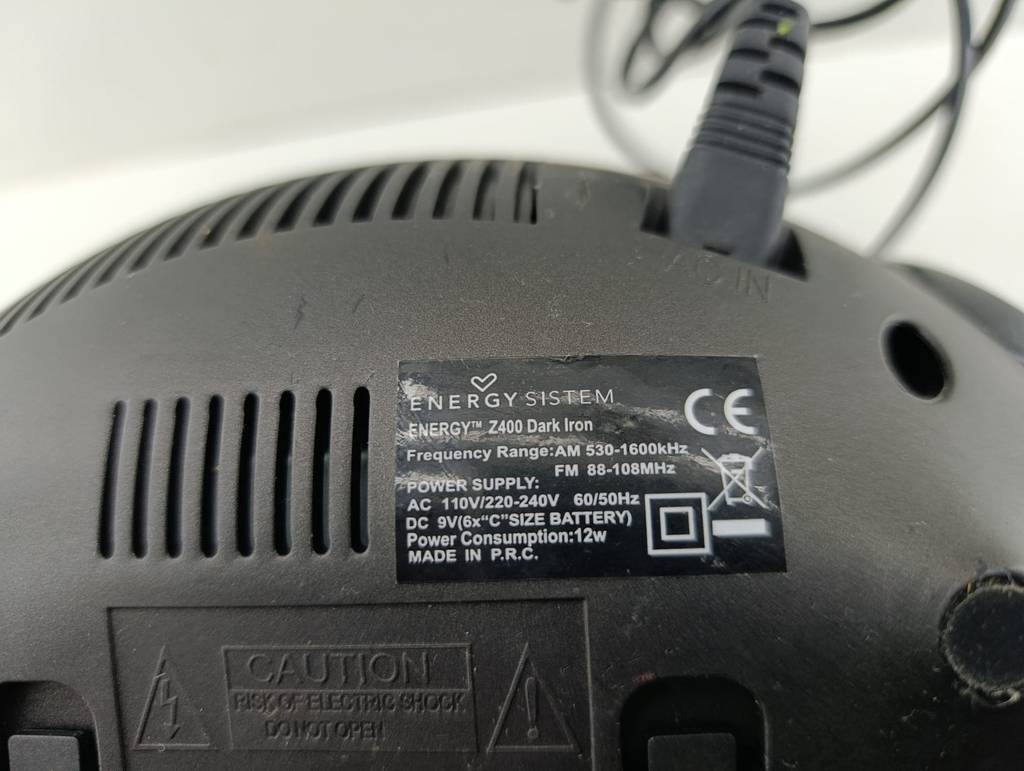 AC IN
ENERGY SISTEM
ENERGY™ Z400 Dark Iron
Frequency Range:AM 530-1600kHz
FM 88-108MHz
POWER SUPPLY:
AC 110V/220-240V 60/50Hz
DC 9V(6x“C”SIZE BATTERY)
Power Consumption:12w
MADE IN P.R.C.
CE
CAUTION
RISK OF ELECTRIC SHOCK
DO NOT OPEN